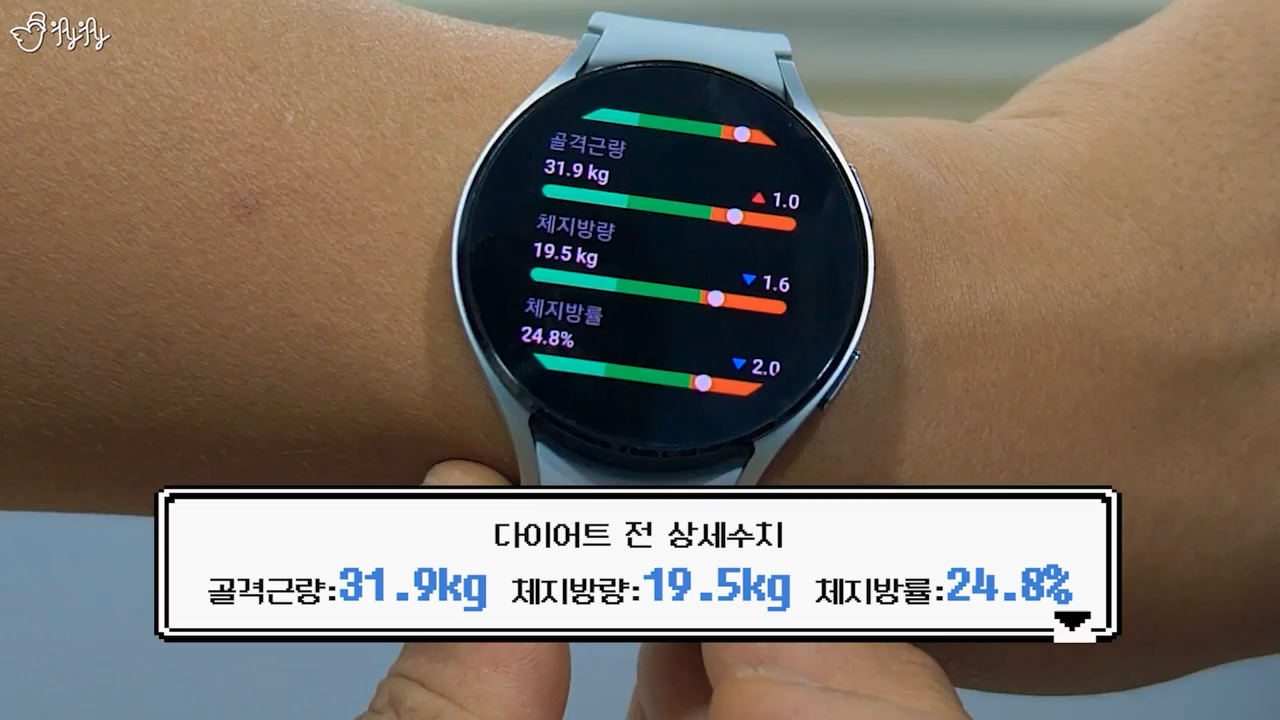 골격근량
31.9 kg
▲ 1.0
체지방량
19.5 kg
▼ 1.6
체지방률
24.8%
▼ 2.0
다이어트 전 상세수치
골격근량:31.9kg 체지방량:19.5kg 체지방률:24.8%